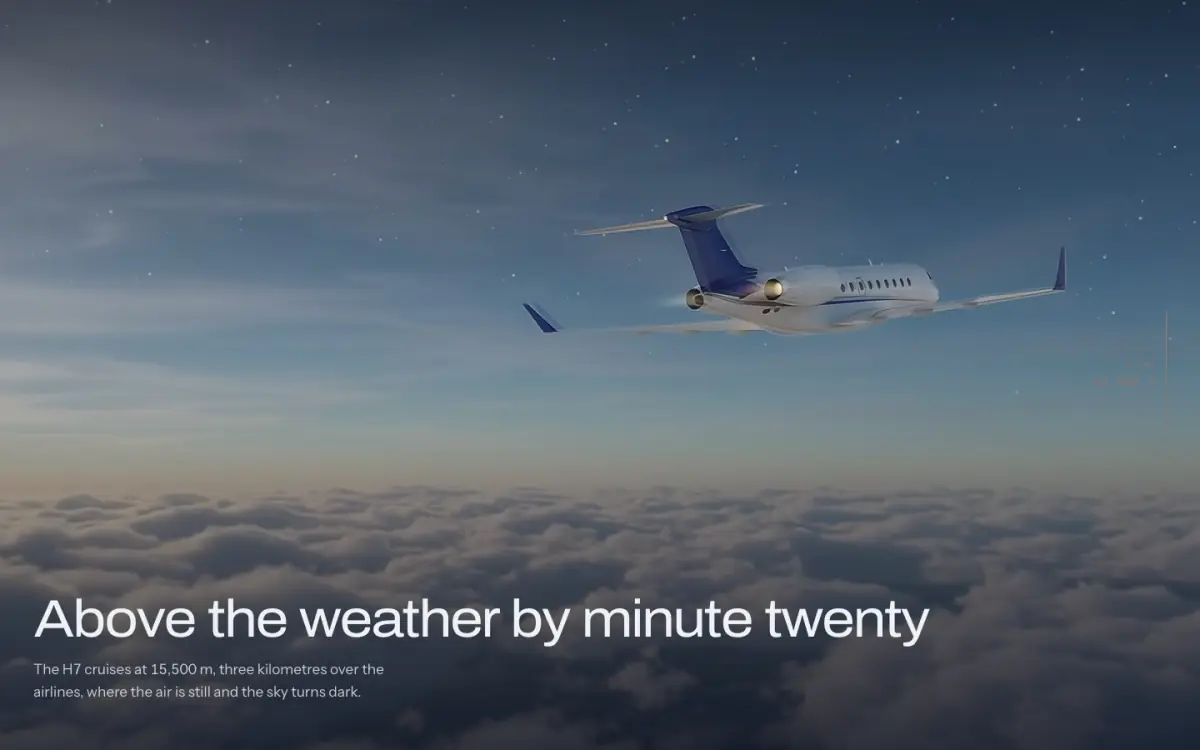 Above the weather by minute twenty
The H7 cruises at 15,500 m, three kilometres over the
airlines, where the air is still and the sky turns dark.